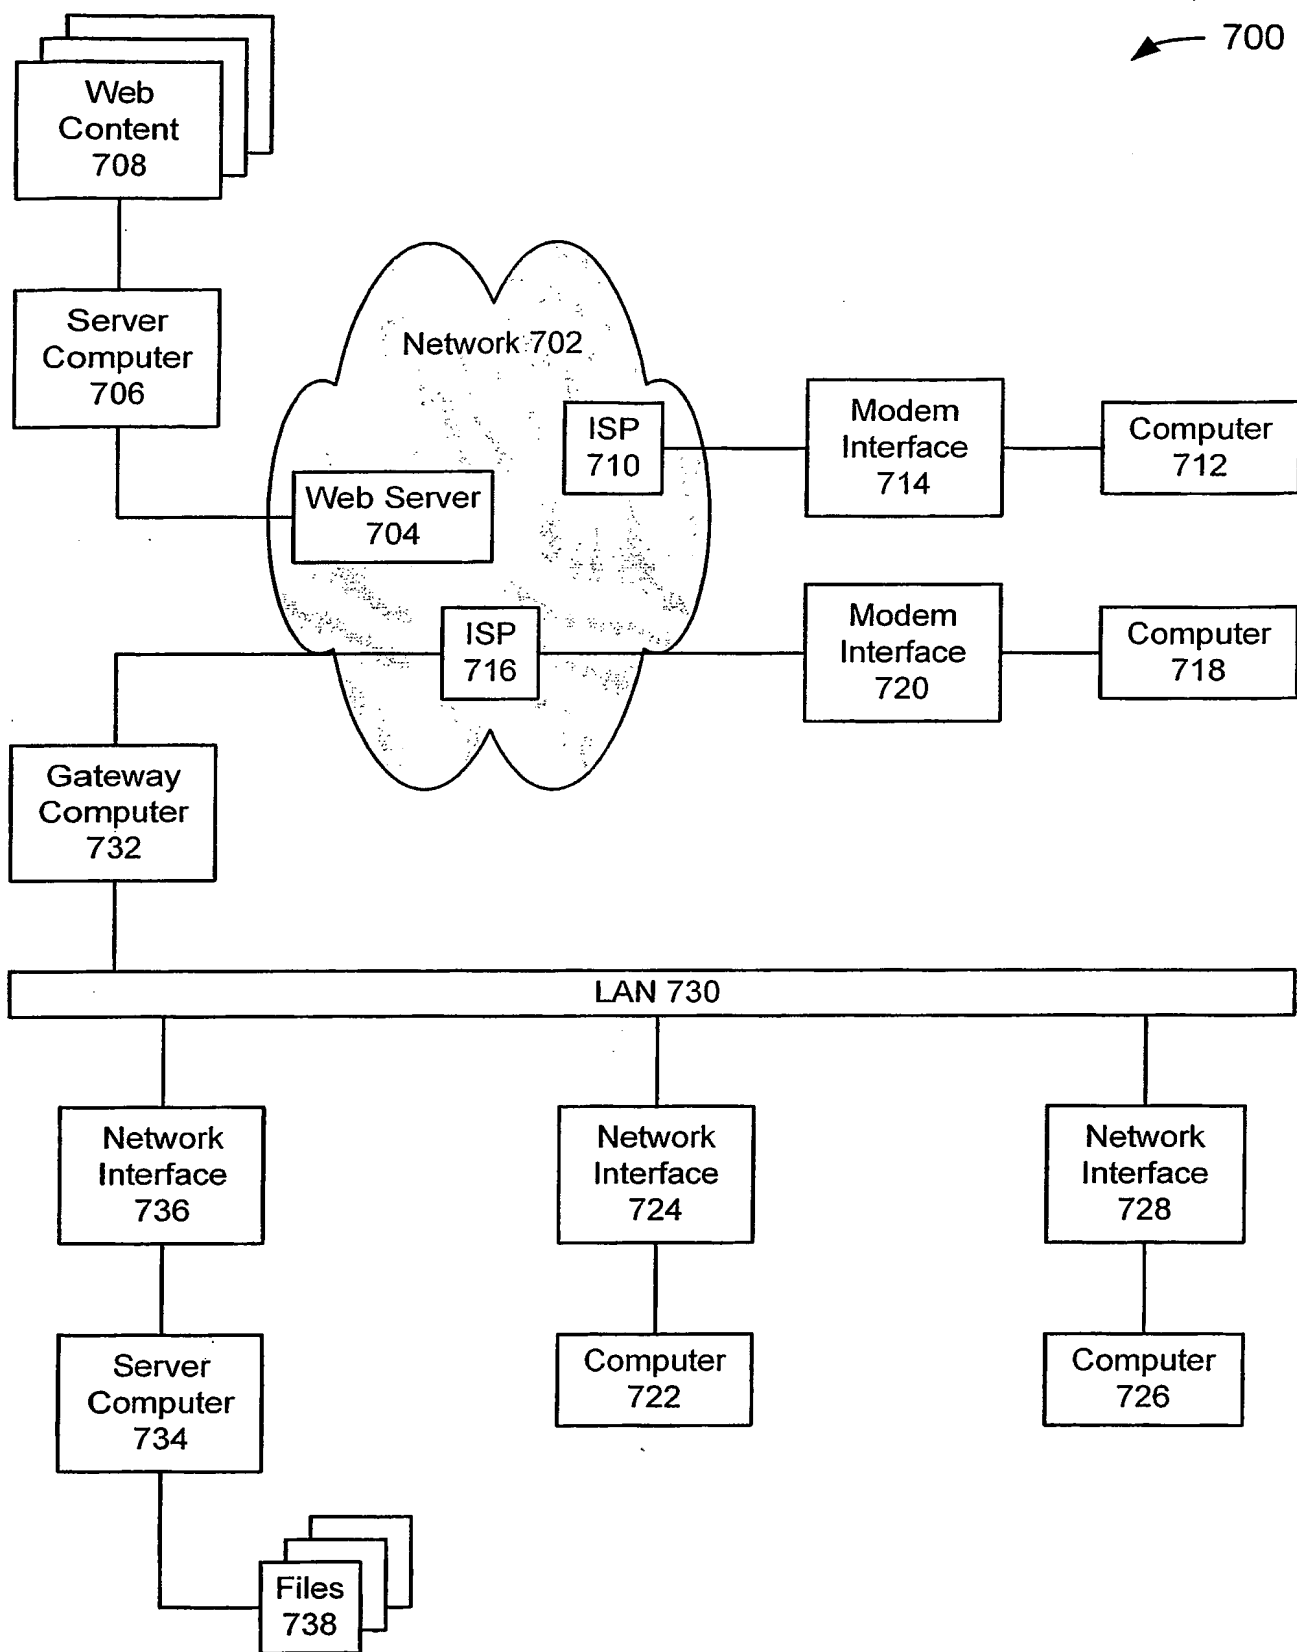 700
Web
Content
708
Server
Computer
706
Network 702
ISP
710
Modem
Interface
714
Computer
712
Web Server
704
ISP
716
Modem
Interface
720
Computer
718
Gateway
Computer
732
LAN 730
Network
Interface
736
Network
Interface
724
Network
Interface
728
Server
Computer
734
Computer
722
Computer
726
Files
738